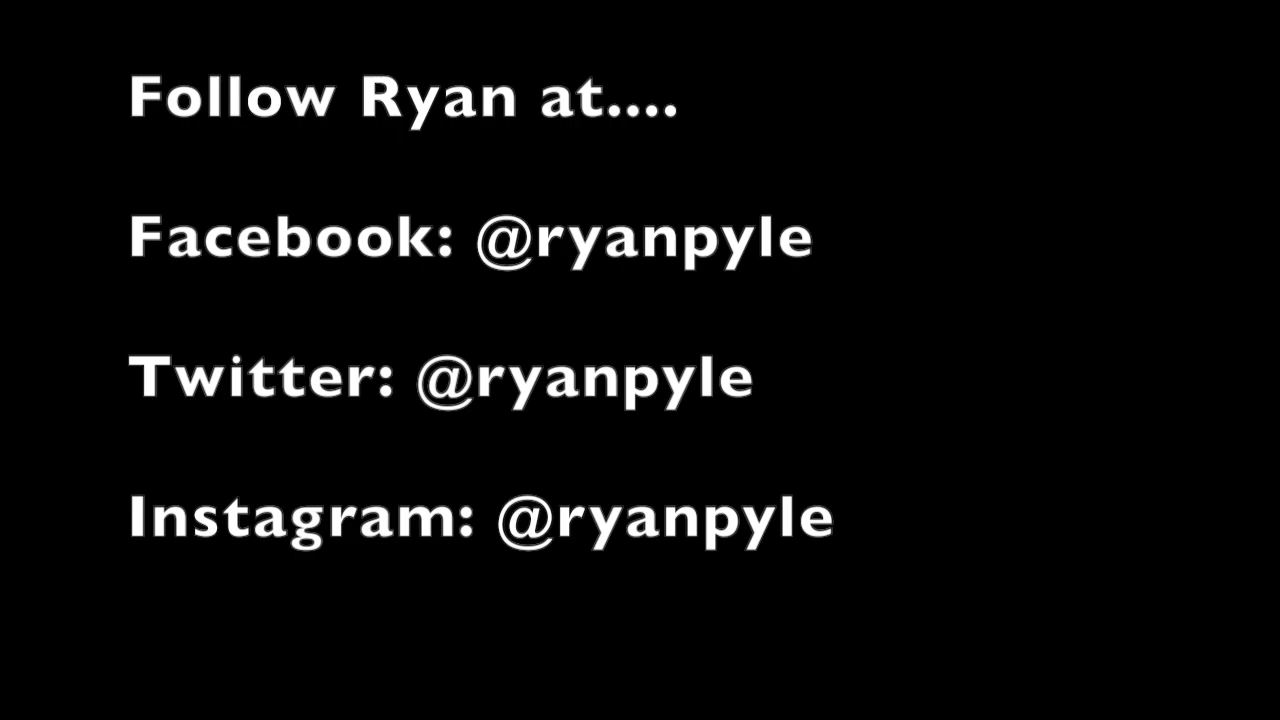 Follow Ryan at....
Facebook: @ryanpyle
Twitter: @ryanpyle
Instagram: @ryanpyle